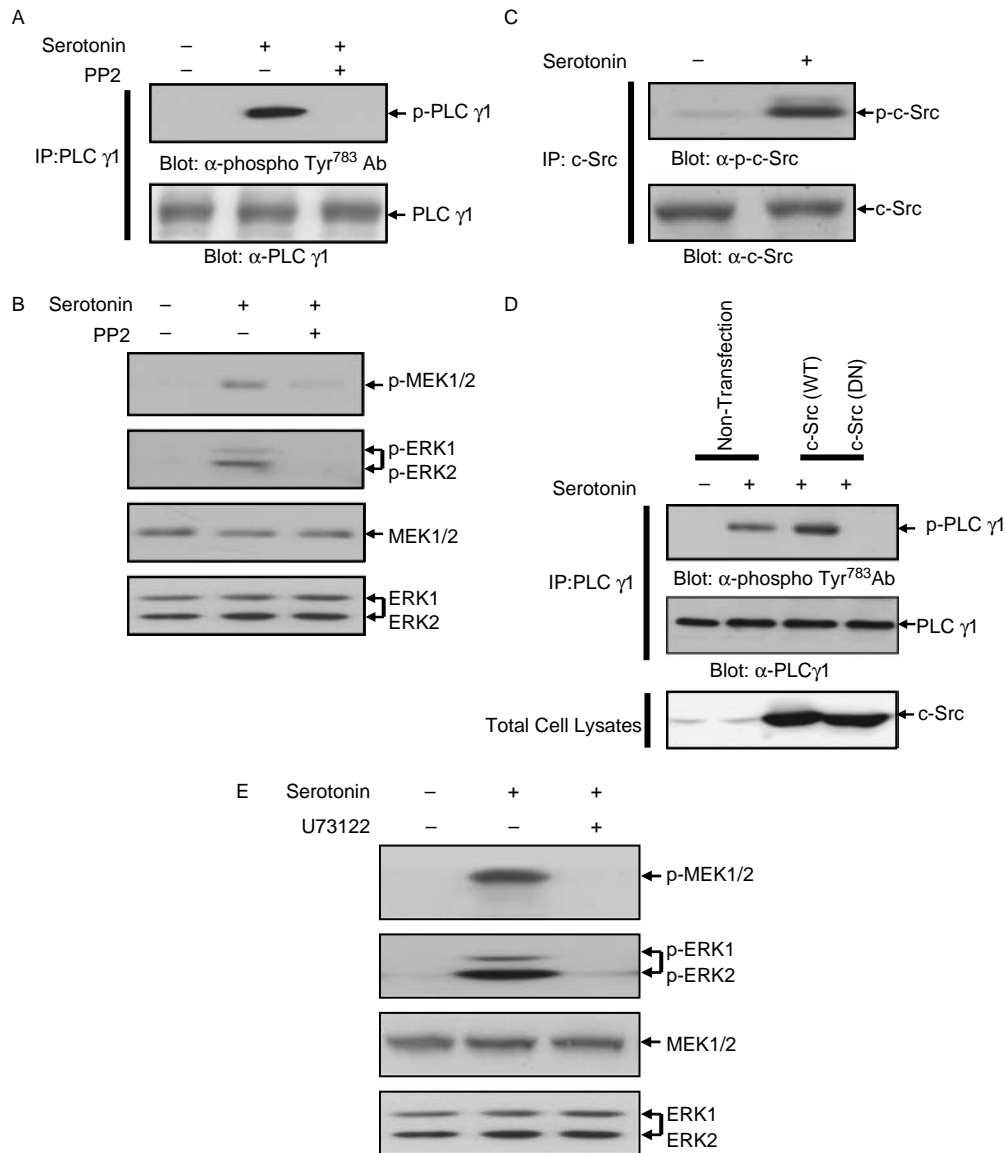 A
Serotonin – + +
PP2 – – +
IP:PLC γ1
p-PLC γ1
Blot: α-phospho Tyr⁷⁸³ Ab
PLC γ1
Blot: α-PLC γ1
C
Serotonin – +
IP: c-Src
p-c-Src
Blot: α-p-c-Src
c-Src
Blot: α-c-Src
B
Serotonin – + +
PP2 – – +
p-MEK1/2
p-ERK1
p-ERK2
MEK1/2
ERK1
ERK2
D
Non-Transfection
c-Src (WT)
c-Src (DN)
Serotonin – + + +
IP:PLC γ1
p-PLC γ1
Blot: α-phospho Tyr⁷⁸³Ab
PLC γ1
Blot: α-PLCγ1
Total Cell Lysates
c-Src
E
Serotonin – + +
U73122 – – +
p-MEK1/2
p-ERK1
p-ERK2
MEK1/2
ERK1
ERK2